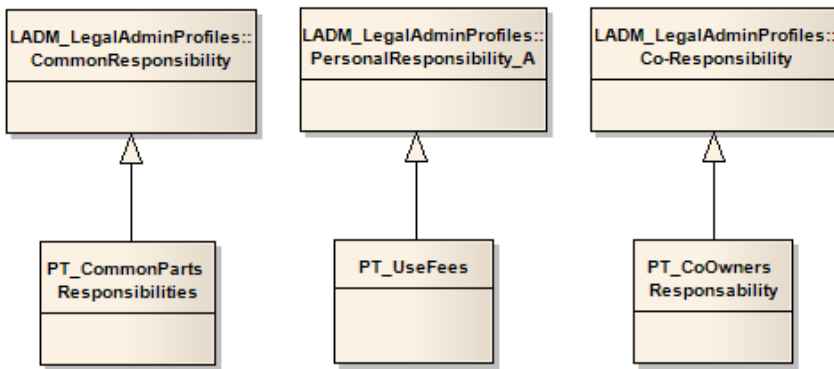 LADM_LegalAdminProfiles::
CommonResponsibility
LADM_LegalAdminProfiles::
PersonalResponsibility_A
LADM_LegalAdminProfiles::
Co-Responsibility
PT_CommonParts
Responsibilities
PT_UseFees
PT_CoOwners
Responsability